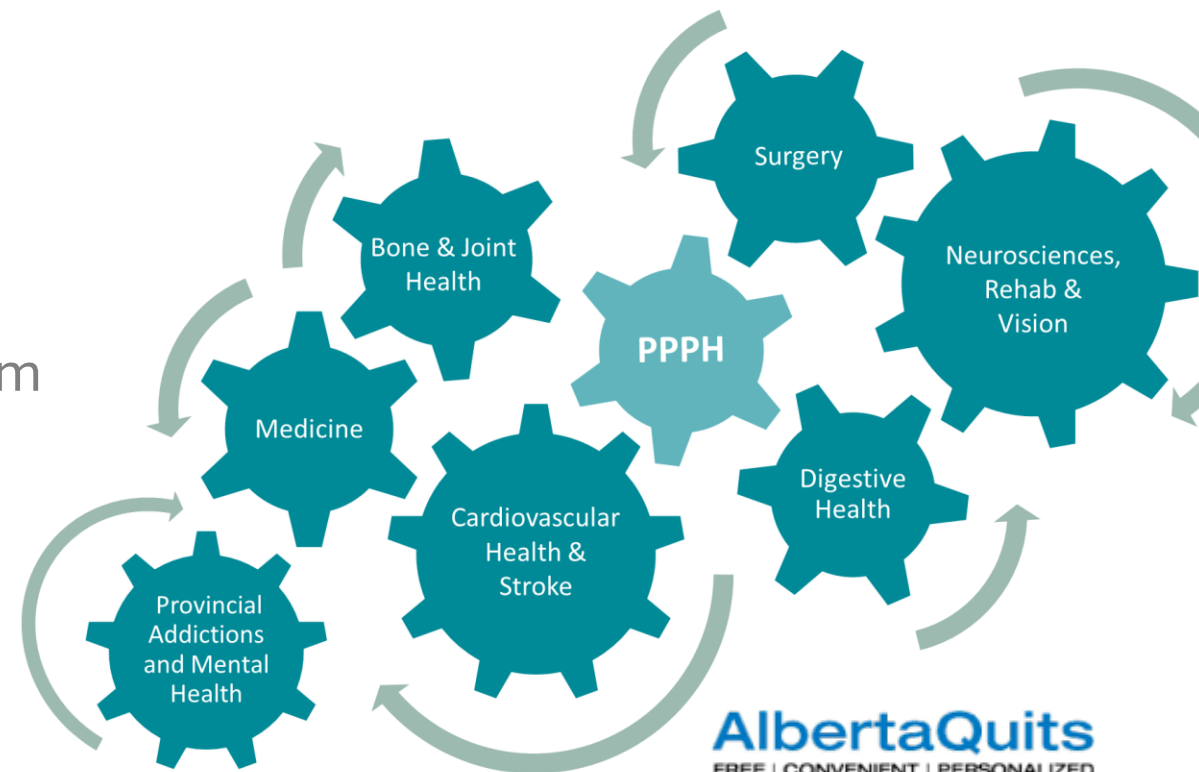 Surgery
Neurosciences,
Rehab &
Vision
Bone & Joint
Health
PPPH
m
Medicine
Digestive
Health
Cardiovascular
Health &
Stroke
Provincial
Addictions
and Mental
Health
AlbertaQuits
FREE | CONVENIENT | PERSONALIZED